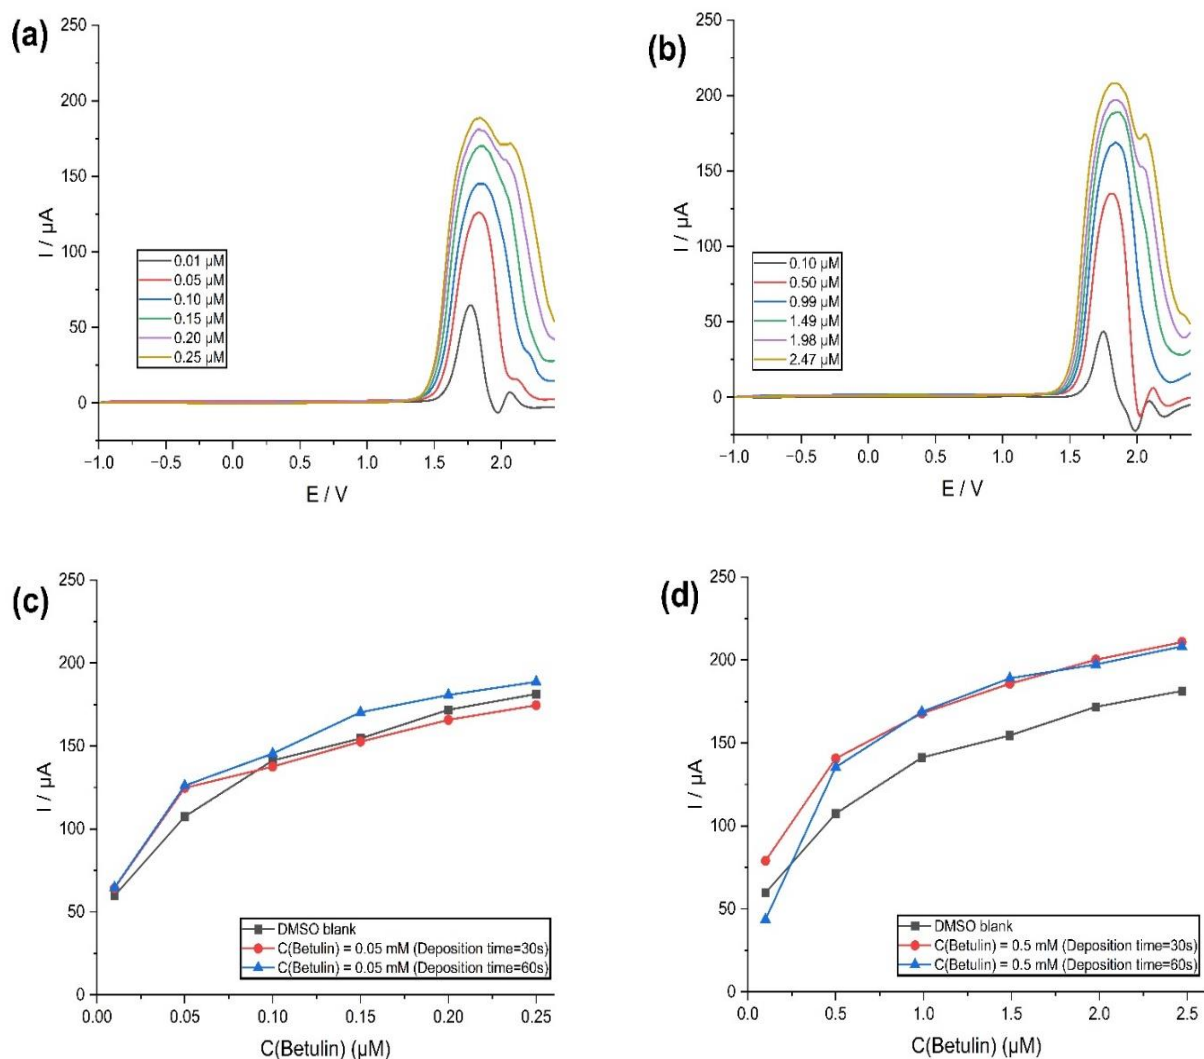 (a)
250
200
150
100
50
0
I / µA
0.01 µM
0.05 µM
0.10 µM
0.15 µM
0.20 µM
0.25 µM
−1.0 −0.5 0.0 0.5 1.0 1.5 2.0
E / V
(b)
250
200
150
100
50
0
I / µA
0.10 µM
0.50 µM
0.99 µM
1.49 µM
1.98 µM
2.47 µM
−1.0 −0.5 0.0 0.5 1.0 1.5 2.0
E / V
(c)
250
200
150
100
50
0
I / µA
DMSO blank
C(Betulin) = 0.05 mM (Deposition time=30s)
C(Betulin) = 0.05 mM (Deposition time=60s)
0.00 0.05 0.10 0.15 0.20 0.25
C(Betulin) (µM)
(d)
250
200
150
100
50
0
I / µA
DMSO blank
C(Betulin) = 0.5 mM (Deposition time=30s)
C(Betulin) = 0.5 mM (Deposition time=60s)
0.0 0.5 1.0 1.5 2.0 2.5
C(Betulin) (µM)